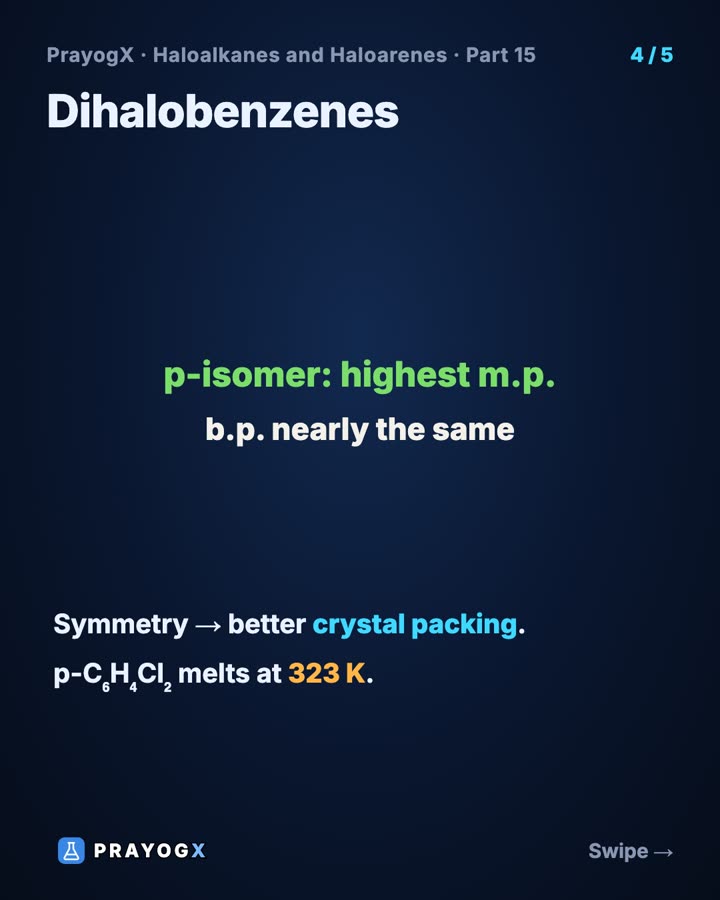 PrayogX · Haloalkanes and Haloarenes · Part 15
4 / 5
Dihalobenzenes
p-isomer: highest m.p.
b.p. nearly the same
Symmetry → better crystal packing.
p-C₆H₄Cl₂ melts at 323 K.
PRAYOGX
Swipe →